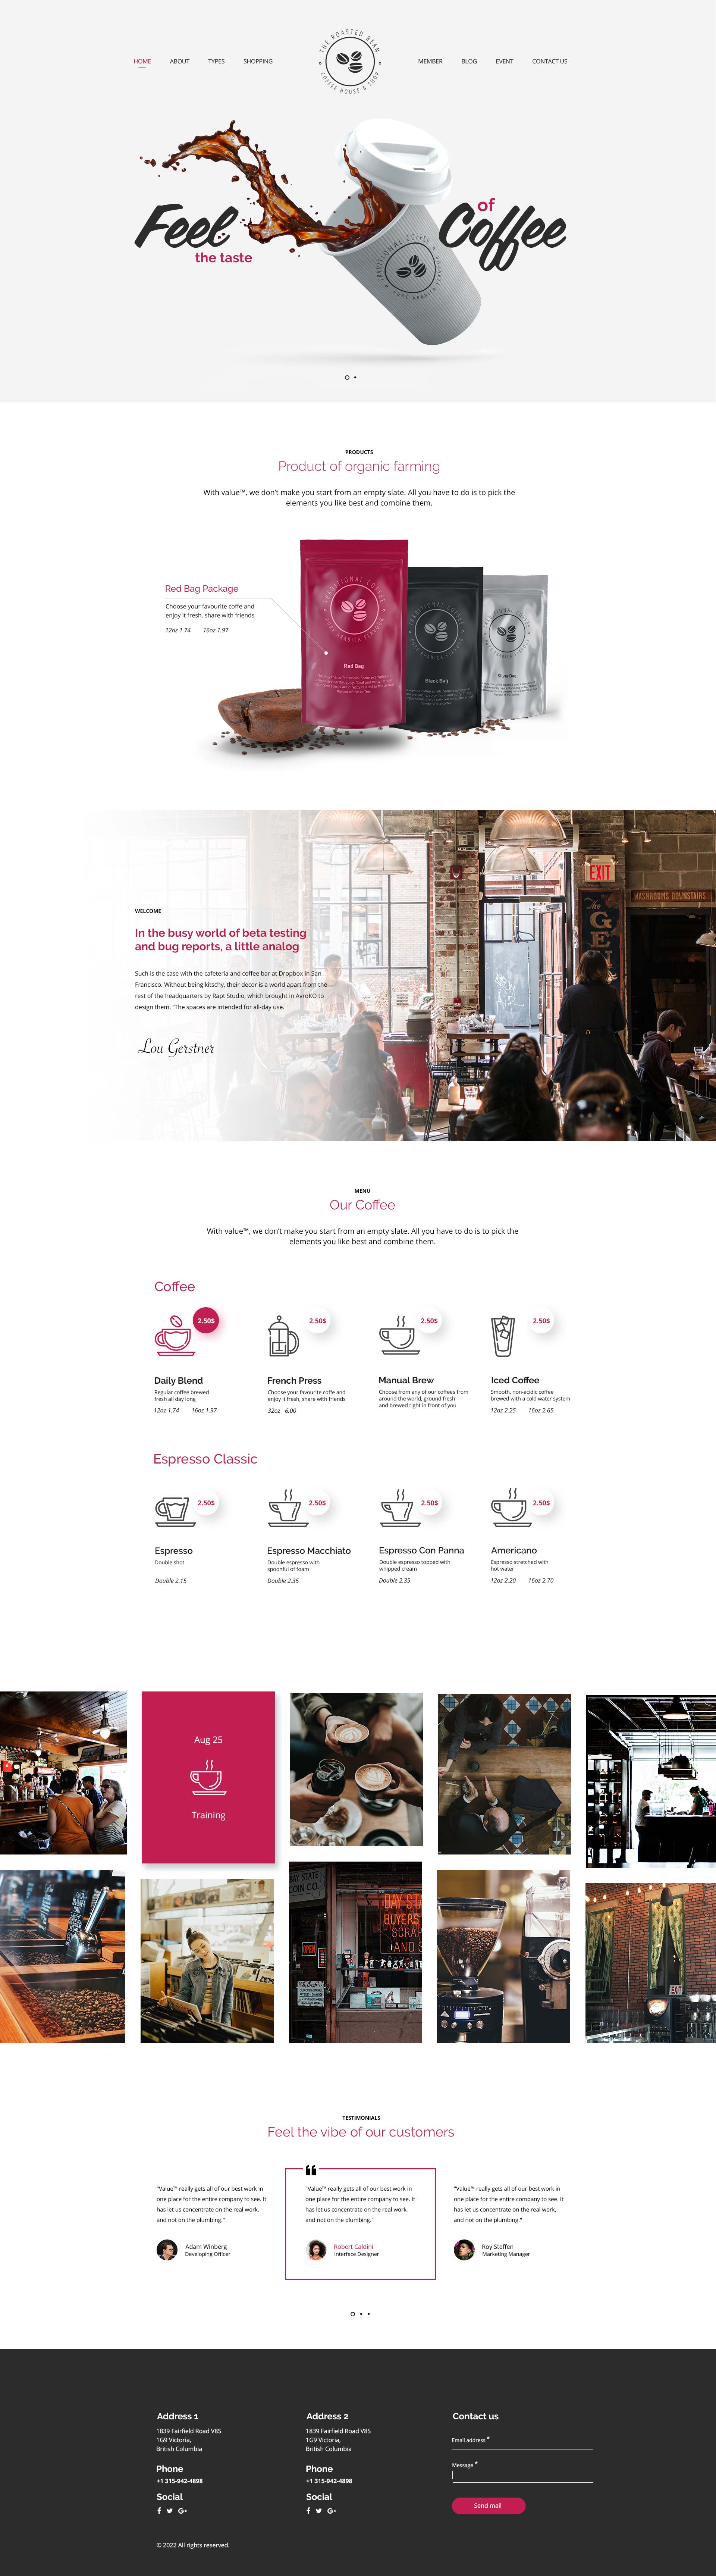 HOME ABOUT TYPES SHOPPING
THE ROASTED BEAN
COFFEE HOUSE & SHOP
MEMBER BLOG EVENT CONTACT US
Feel
the taste
of
Coffee
TRADITIONAL COFFEE
PURE ARABICA
PRODUCTS
Product of organic farming
With value™, we don't make you start from an empty slate. All you have to do is to pick the
elements you like best and combine them.
Red Bag Package
Choose your favourite coffe and
enjoy it fresh, share with friends
12oz 1.74 16oz 1.97
TRADITIONAL COFFEE
Red Bag
TRADITIONAL COFFEE
Black Bag
TRADITIONAL COFFEE
Silver Bag
EXIT
WASHROOMS DOWNSTAIRS
The
GE
WELCOME
In the busy world of beta testing
and bug reports, a little analog
Such is the case with the cafeteria and coffee bar at Dropbox in San
Francisco. Without being kitschy, their decor is a world apart from the
rest of the headquarters by Rapt Studio, which brought in AvroKO to
design them. "The spaces are intended for all-day use.
Lou Gerstner
MENU
Our Coffee
With value™, we don't make you start from an empty slate. All you have to do is to pick the
elements you like best and combine them.
Coffee
2.50$
Daily Blend
Regular coffee brewed
fresh all day long
12oz 1.74 16oz 1.97
2.50$
French Press
Choose your favourite coffe and
enjoy it fresh, share with friends
32oz 6.00
2.50$
Manual Brew
Choose from any of our coffees from
around the world, ground fresh
and brewed right in front of you
2.50$
Iced Coffee
Smooth, non-acidic coffee
brewed with a cold water system
12oz 2.25 16oz 2.65
Espresso Classic
2.50$
Espresso
Double shot
Double 2.15
2.50$
Espresso Macchiato
Double espresso with
spoonful of foam
Double 2.35
2.50$
Espresso Con Panna
Double espresso topped with
whipped cream
Double 2.35
2.50$
Americano
Espresso stretched with
hot water
12oz 2.20 16oz 2.70
Aug 25
Training
BAY STATE
COIN CO.
BAY STA
BUYERS
SCRAP
AND S
OPEN
EXIT
TESTIMONIALS
Feel the vibe of our customers
"Value™ really gets all of our best work in
one place for the entire company to see. It
has let us concentrate on the real work,
and not on the plumbing."
Adam Winberg
Developing Officer
"Value™ really gets all of our best work in
one place for the entire company to see. It
has let us concentrate on the real work,
and not on the plumbing."
Robert Caldini
Interface Designer
"Value™ really gets all of our best work in
one place for the entire company to see. It
has let us concentrate on the real work,
and not on the plumbing."
Roy Steffen
Marketing Manager
Address 1
1839 Fairfield Road V8S
1G9 Victoria,
British Columbia
Phone
+1 315-942-4898
Social
f G+
Address 2
1839 Fairfield Road V8S
1G9 Victoria,
British Columbia
Phone
+1 315-942-4898
Social
f G+
Contact us
Email address *
Message *
Send mail
© 2022 All rights reserved.